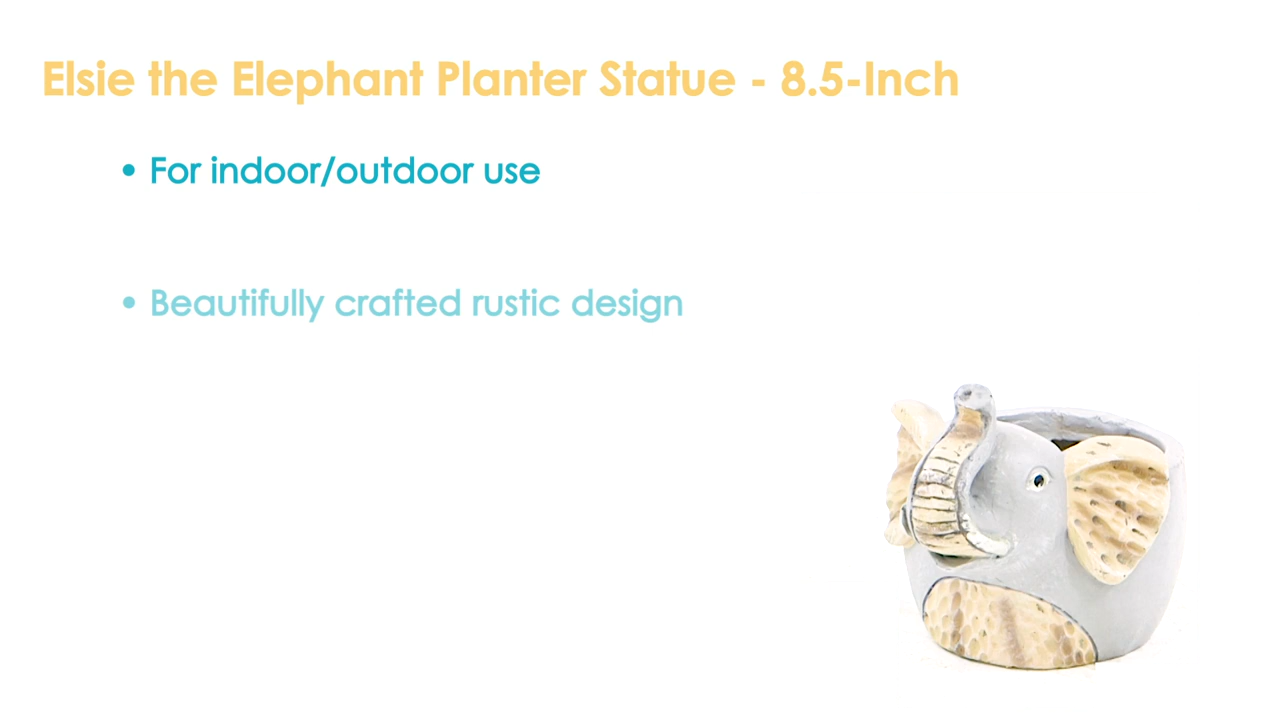 Elsie the Elephant Planter Statue - 8.5-Inch
• For indoor/outdoor use
• Beautifully crafted rustic design